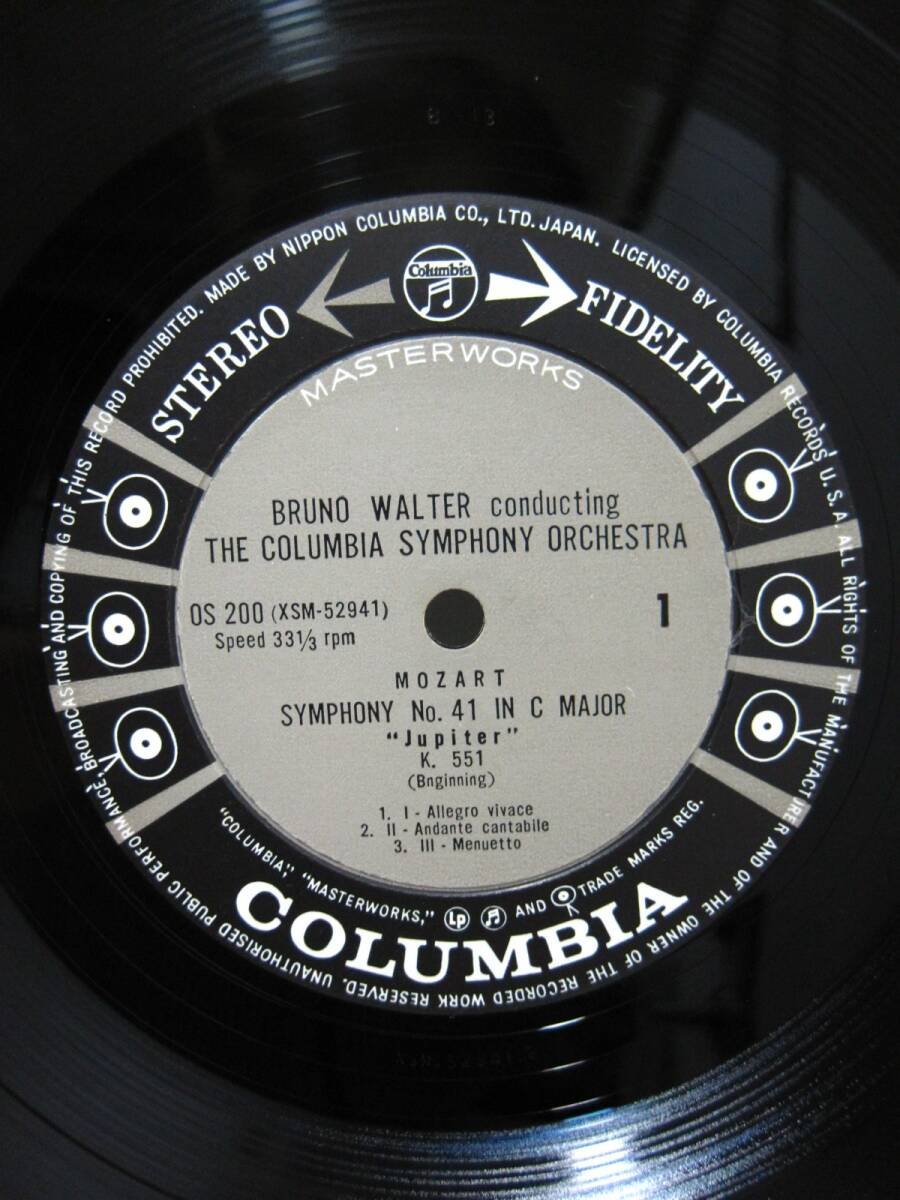 UNAUTHORISED PUBLIC PERFORMANCE, BROADCASTING AND COPYING OF THIS RECORD PROHIBITED. MADE BY NIPPON COLUMBIA CO., LTD. JAPAN. LICENSED BY COLUMBIA RECORDS U.S.A. ALL RIGHTS OF THE MANUFACTURER AND OF THE OWNER OF THE RECORDED WORK RESERVED.
Columbia
STEREO FIDELITY
MASTERWORKS
BRUNO WALTER conducting
THE COLUMBIA SYMPHONY ORCHESTRA
OS 200 (XSM-52941) 1
Speed 33⅓ rpm
MOZART
SYMPHONY No. 41 IN C MAJOR
"Jupiter"
K. 551
(Bnginning)
1. I - Allegro vivace
2. II - Andante cantabile
3. III - Menuetto
"COLUMBIA," "MASTERWORKS," Lp AND TRADE MARKS REG.
COLUMBIA